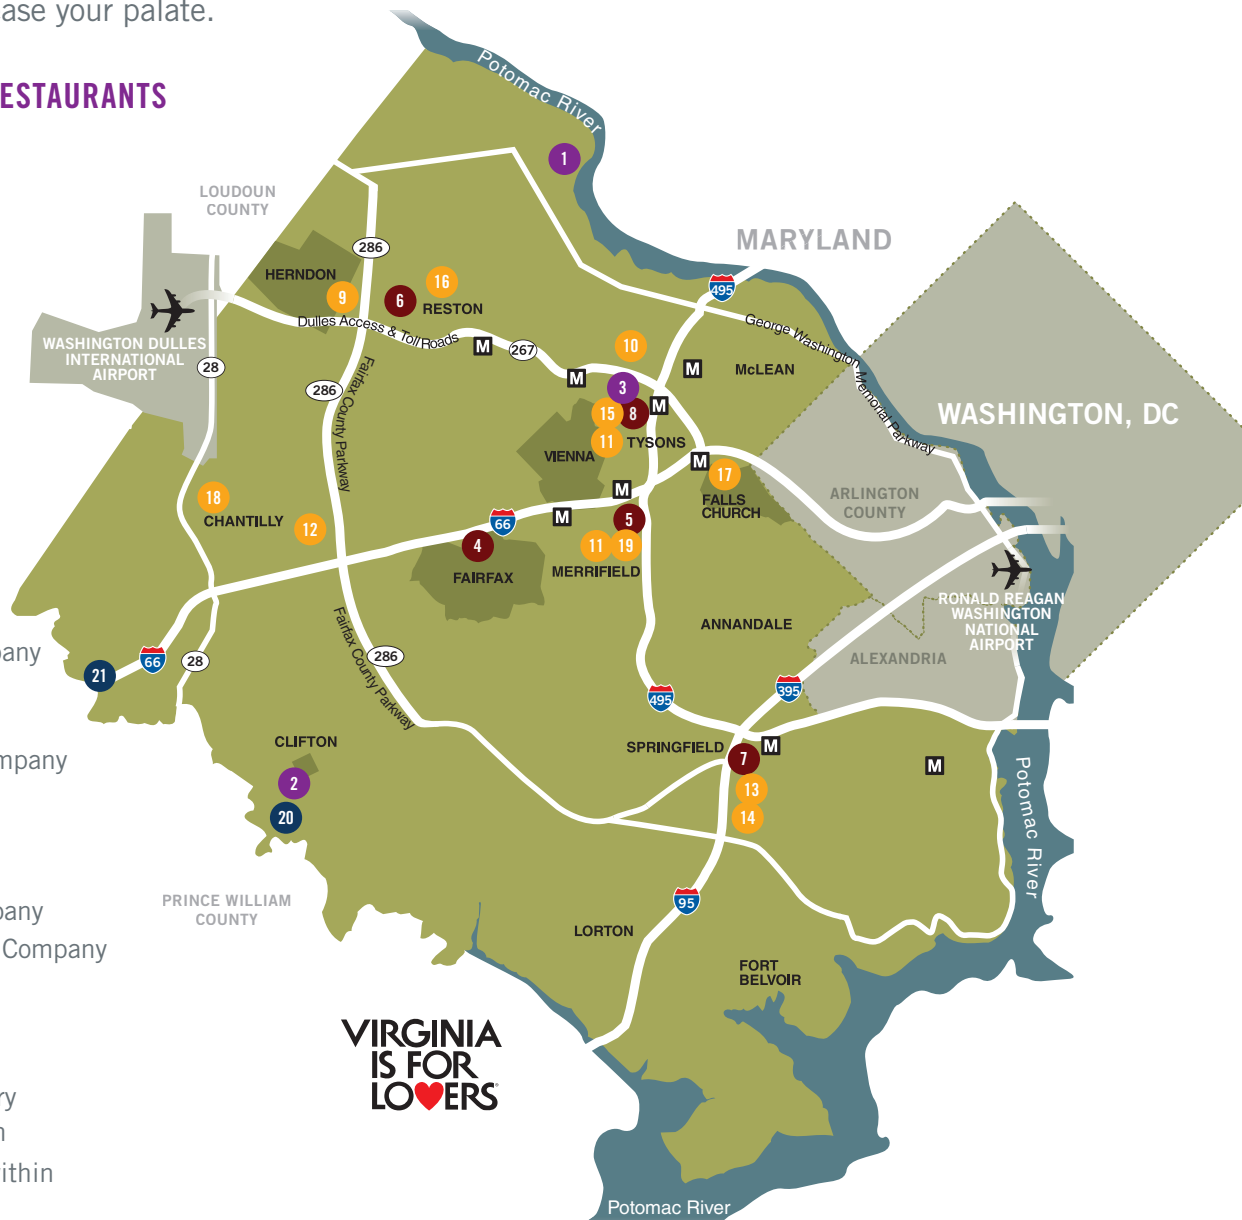 ase your palate.
ESTAURANTS
pany
mpany
pany
Company
ry
n
vithin
Potomac River
1
LOUDOUN
COUNTY
MARYLAND
286
HERNDON
16
495
9
6
RESTON
Dulles Access & Toll Roads
George Washington Memorial Parkway
WASHINGTON DULLES
INTERNATIONAL
AIRPORT
M
267
10
28
M
M
McLEAN
286
Fairfax County Parkway
3
15
8
M
WASHINGTON, DC
11
TYSONS
VIENNA
M
17
18
M
FALLS
CHURCH
ARLINGTON
COUNTY
CHANTILLY
12
66
M
5
4
11
19
FAIRFAX
MERRIFIELD
RONALD REAGAN
WASHINGTON
NATIONAL
AIRPORT
Fairfax County Parkway
ANNANDALE
286
ALEXANDRIA
66
28
21
495
395
CLIFTON
SPRINGFIELD
M
7
M
2
13
20
14
Potomac River
PRINCE WILLIAM
COUNTY
95
LORTON
FORT
BELVOIR
VIRGINIA
IS FOR
LO♥ERS
Potomac River